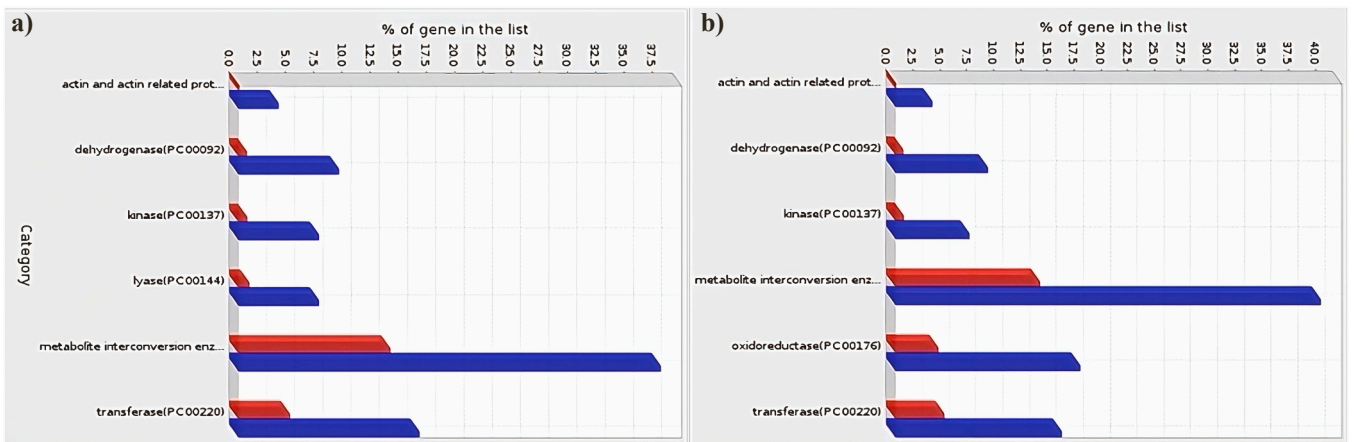 a)
% of gene in the list
0.0 2.5 5.0 7.5 10.0 12.5 15.0 17.5 20.0 22.5 25.0 27.5 30.0 32.5 35.0 37.5
Category
actin and actin related prot...
dehydrogenase(PC00092)
kinase(PC00137)
lyase(PC00144)
metabolite interconversion enz...
transferase(PC00220)
b)
% of gene in the list
0.0 2.5 5.0 7.5 10.0 12.5 15.0 17.5 20.0 22.5 25.0 27.5 30.0 32.5 35.0 37.5 40.0
actin and actin related prot...
dehydrogenase(PC00092)
kinase(PC00137)
metabolite interconversion enz...
oxidoreductase(PC00176)
transferase(PC00220)